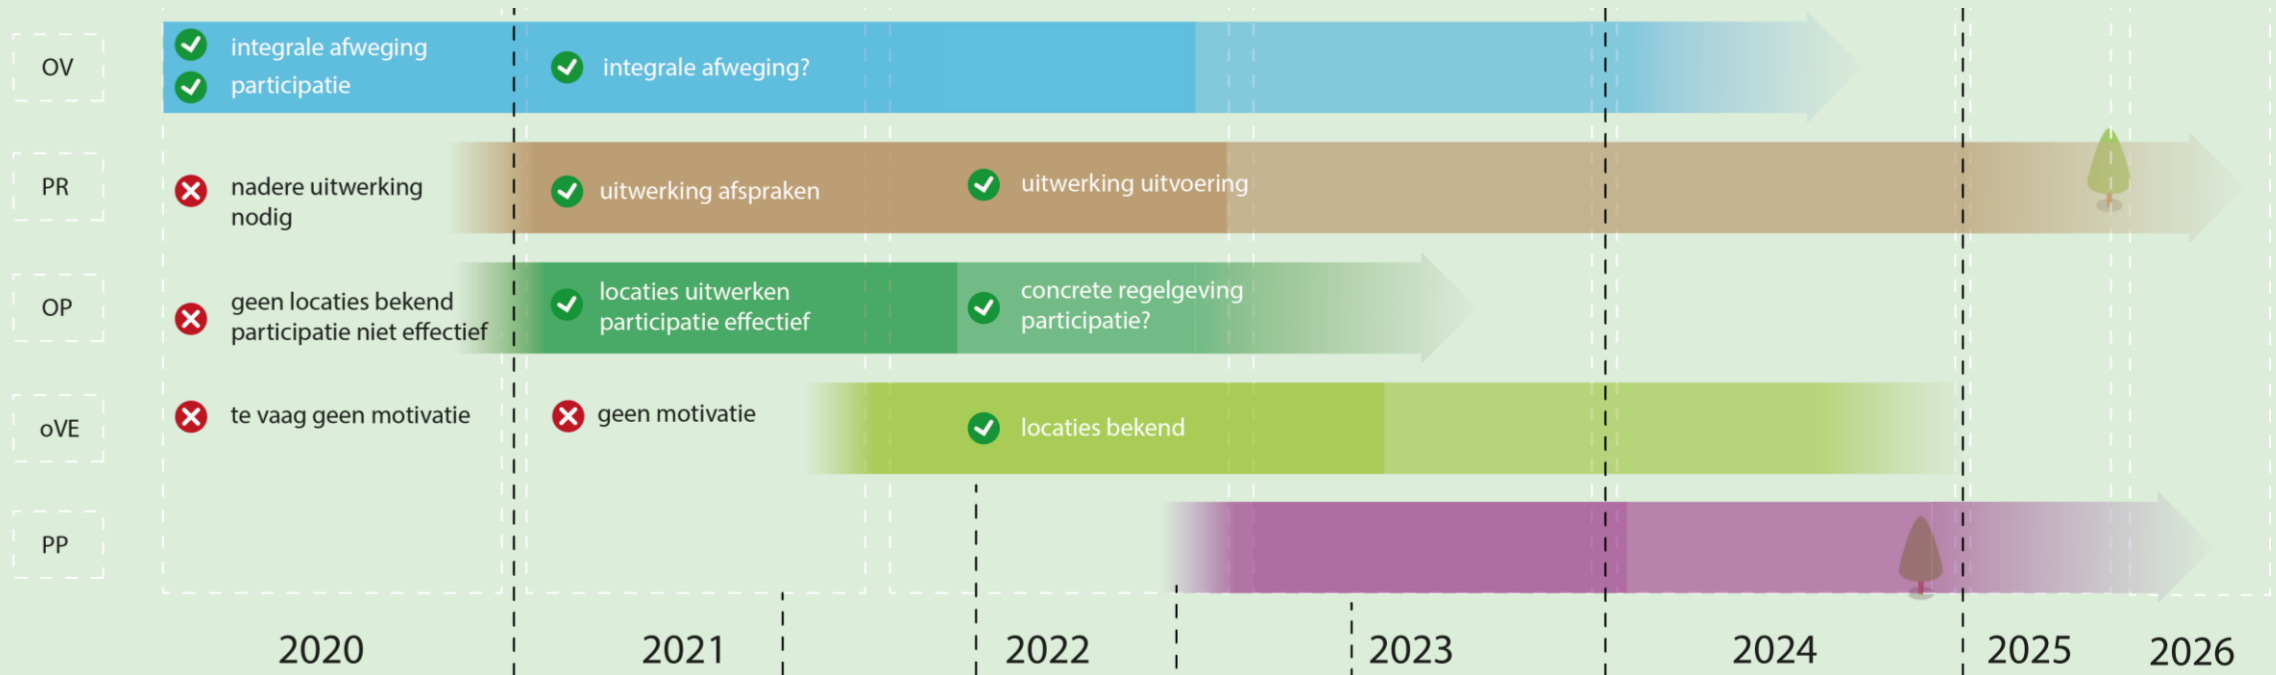 OV
integrale afweging
participatie
integrale afweging?
PR
nadere uitwerking
nodig
uitwerking afspraken
uitwerking uitvoering
OP
geen locaties bekend
participatie niet effectief
locaties uitwerken
participatie effectief
concrete regelgeving
participatie?
oVE
te vaag geen motivatie
geen motivatie
locaties bekend
PP
2020
2021
2022
2023
2024
2025
2026